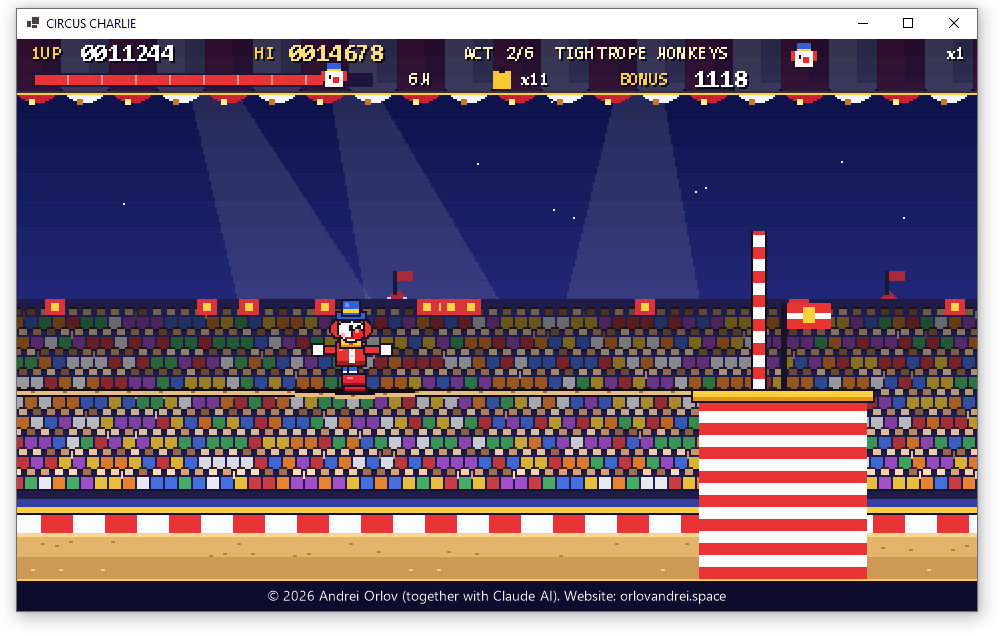 CIRCUS CHARLIE
1UP 0011244 HI 0014678 ACT 2/6 TIGHTROPE MONKEYS x1
6M x11 BONUS 1118
© 2026 Andrei Orlov (together with Claude AI). Website: orlovandrei.space